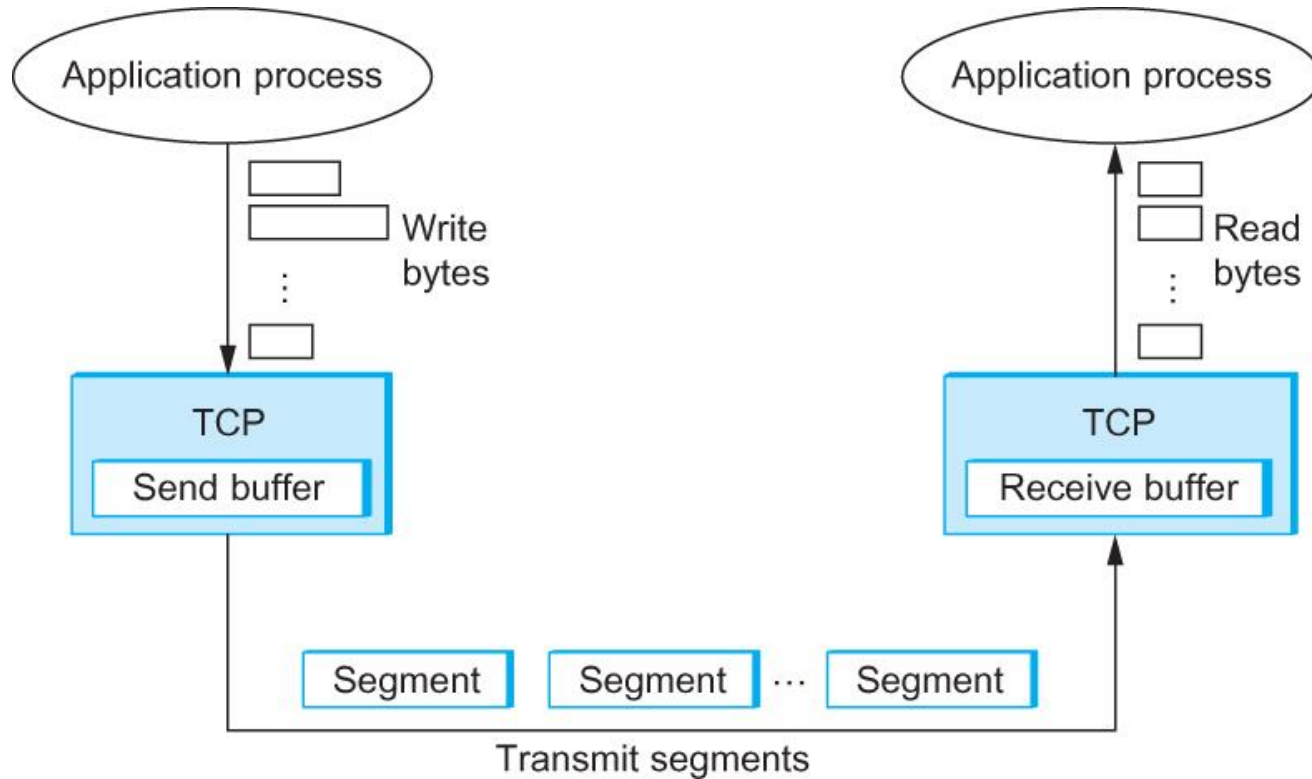 Application process
Application process
Write
bytes
⋮
Read
bytes
⋮
TCP
Send buffer
TCP
Receive buffer
Segment
Segment
...
Segment
Transmit segments